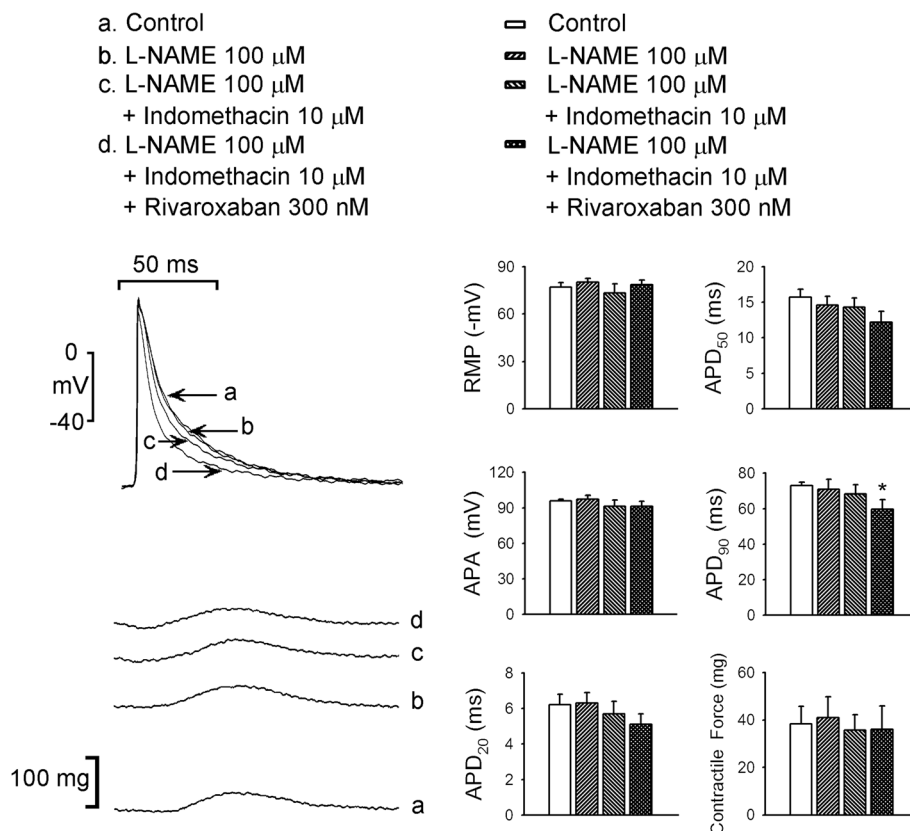 a. Control
b. L-NAME 100 μM
c. L-NAME 100 μM
+ Indomethacin 10 μM
d. L-NAME 100 μM
+ Indomethacin 10 μM
+ Rivaroxaban 300 nM
Control
L-NAME 100 μM
L-NAME 100 μM
+ Indomethacin 10 μM
L-NAME 100 μM
+ Indomethacin 10 μM
+ Rivaroxaban 300 nM
50 ms
0
mV
-40
a
b
c
d
d
c
b
a
100 mg
RMP (-mV)
90
60
30
0
APD50 (ms)
20
15
10
5
0
APA (mV)
120
90
60
30
0
APD90 (ms)
80
60
40
20
0
*
APD20 (ms)
8
6
4
2
0
Contractile Force (mg)
60
40
20
0